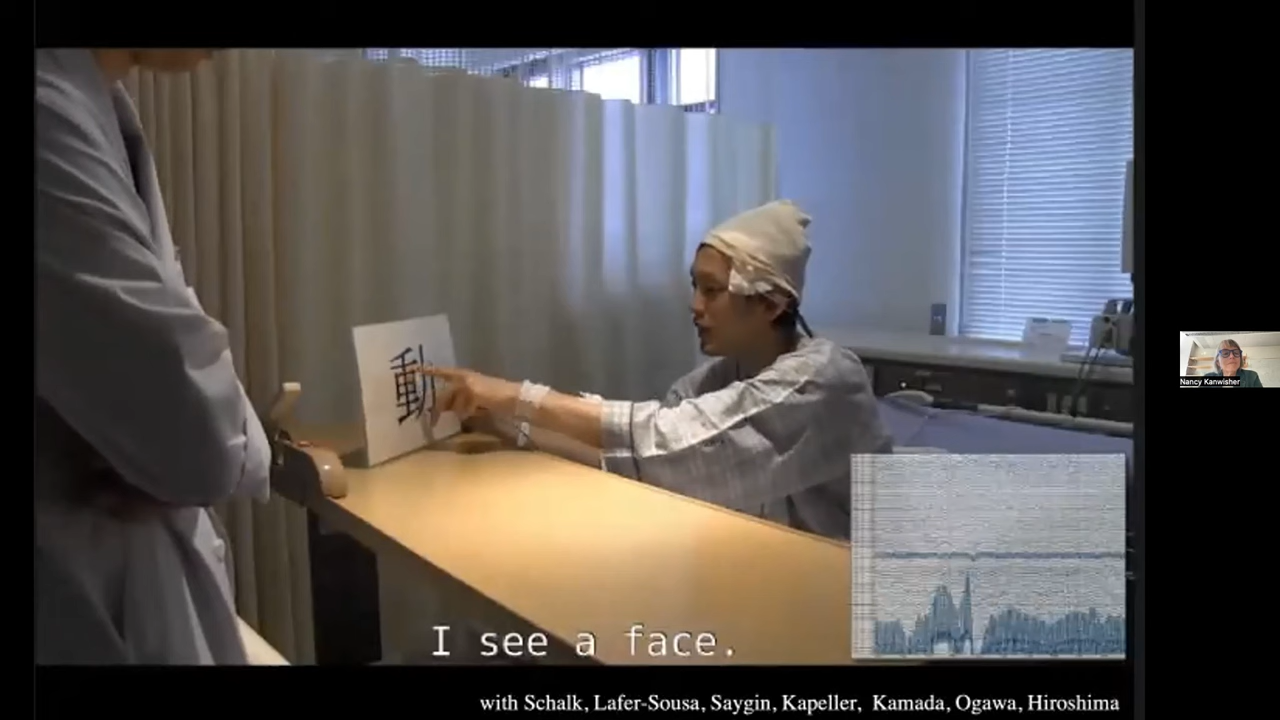 動
Nancy Kanwisher
I see a face.
with Schalk, Lafer-Sousa, Saygin, Kapeller, Kamada, Ogawa, Hiroshima